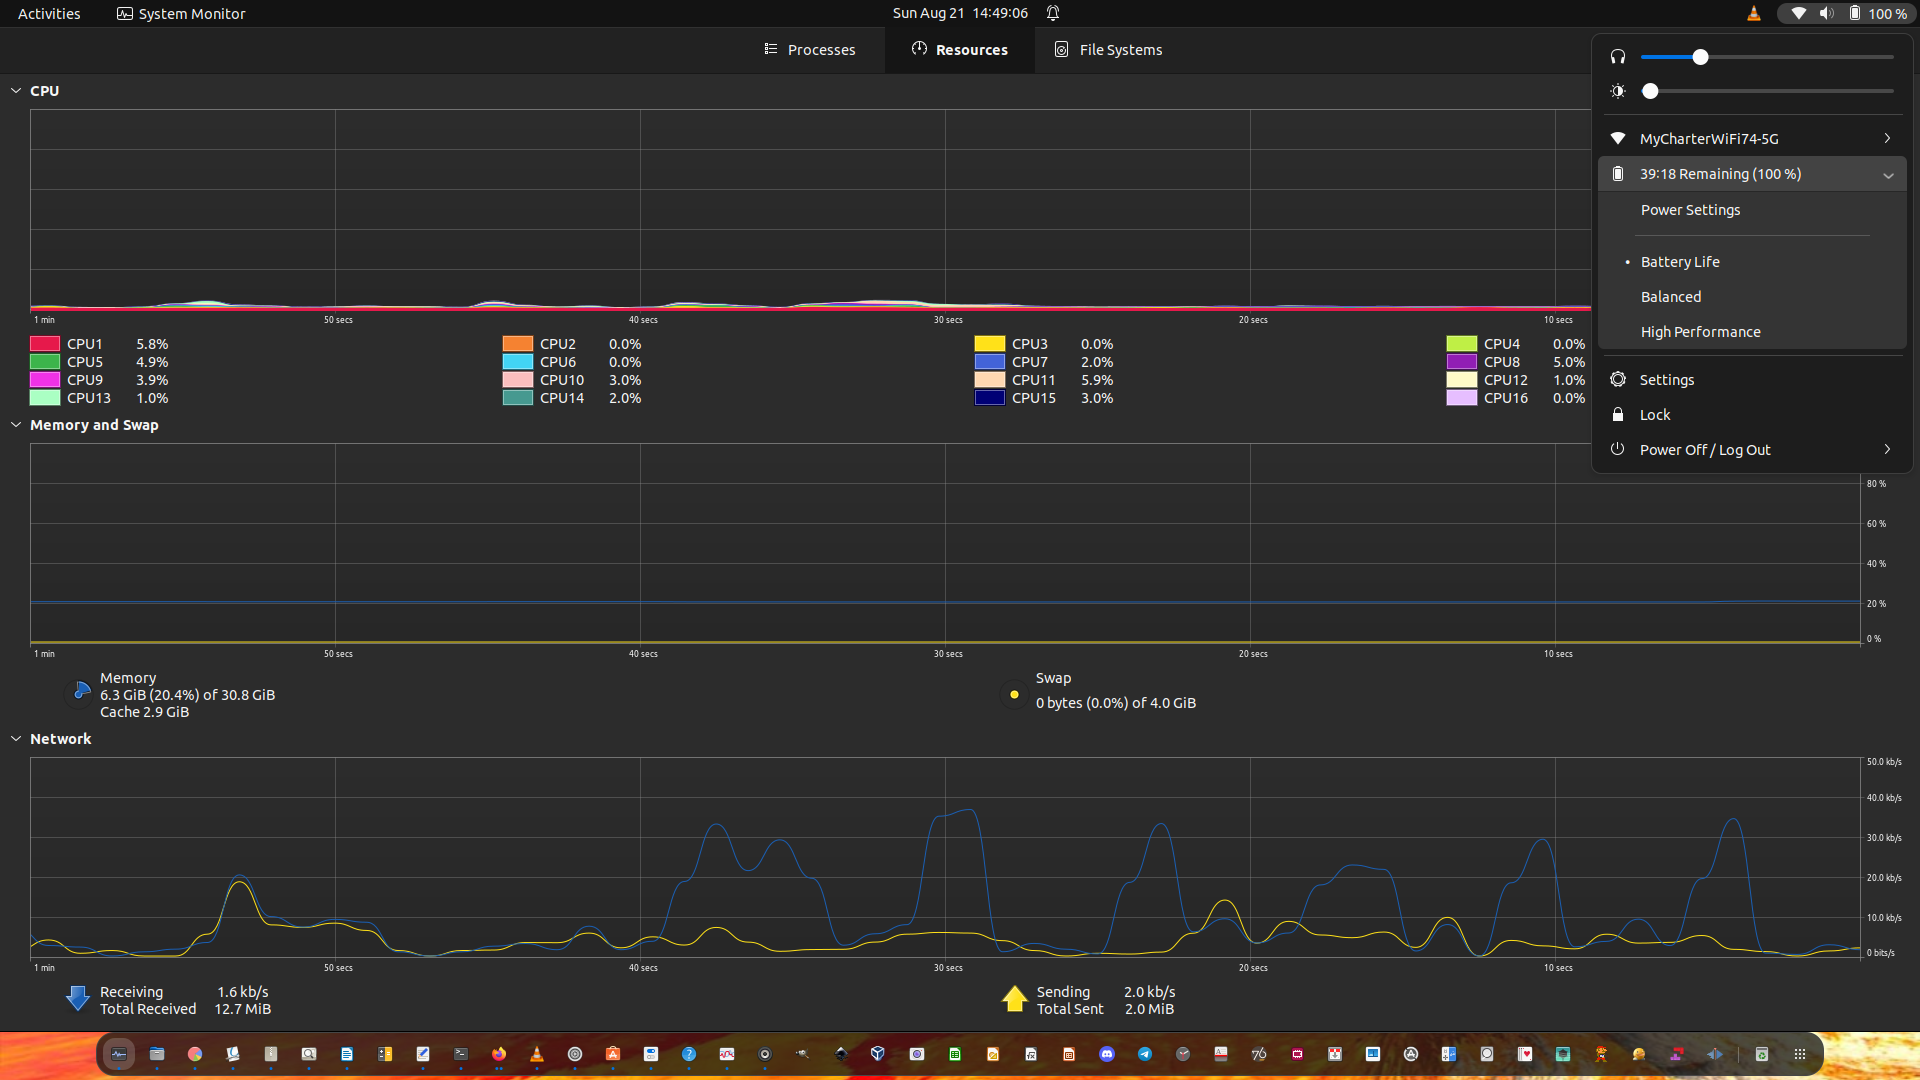 Activities
System Monitor
Sun Aug 21 14:49:06
100 %
Processes
Resources
File Systems
CPU
1 min
50 secs
40 secs
30 secs
20 secs
10 secs
CPU1 5.8%
CPU2 0.0%
CPU3 0.0%
CPU4 0.0%
CPU5 4.9%
CPU6 0.0%
CPU7 2.0%
CPU8 5.0%
CPU9 3.9%
CPU10 3.0%
CPU11 5.9%
CPU12 1.0%
CPU13 1.0%
CPU14 2.0%
CPU15 3.0%
CPU16 0.0%
MyCharterWiFi74-5G
39:18 Remaining (100 %)
Power Settings
Battery Life
Balanced
High Performance
Settings
Lock
Power Off / Log Out
Memory and Swap
80 %
60 %
40 %
20 %
0 %
1 min
50 secs
40 secs
30 secs
20 secs
10 secs
Memory
6.3 GiB (20.4%) of 30.8 GiB
Cache 2.9 GiB
Swap
0 bytes (0.0%) of 4.0 GiB
Network
50.0 kb/s
40.0 kb/s
30.0 kb/s
20.0 kb/s
10.0 kb/s
0 bits/s
1 min
50 secs
40 secs
30 secs
20 secs
10 secs
Receiving 1.6 kb/s
Total Received 12.7 MiB
Sending 2.0 kb/s
Total Sent 2.0 MiB
76